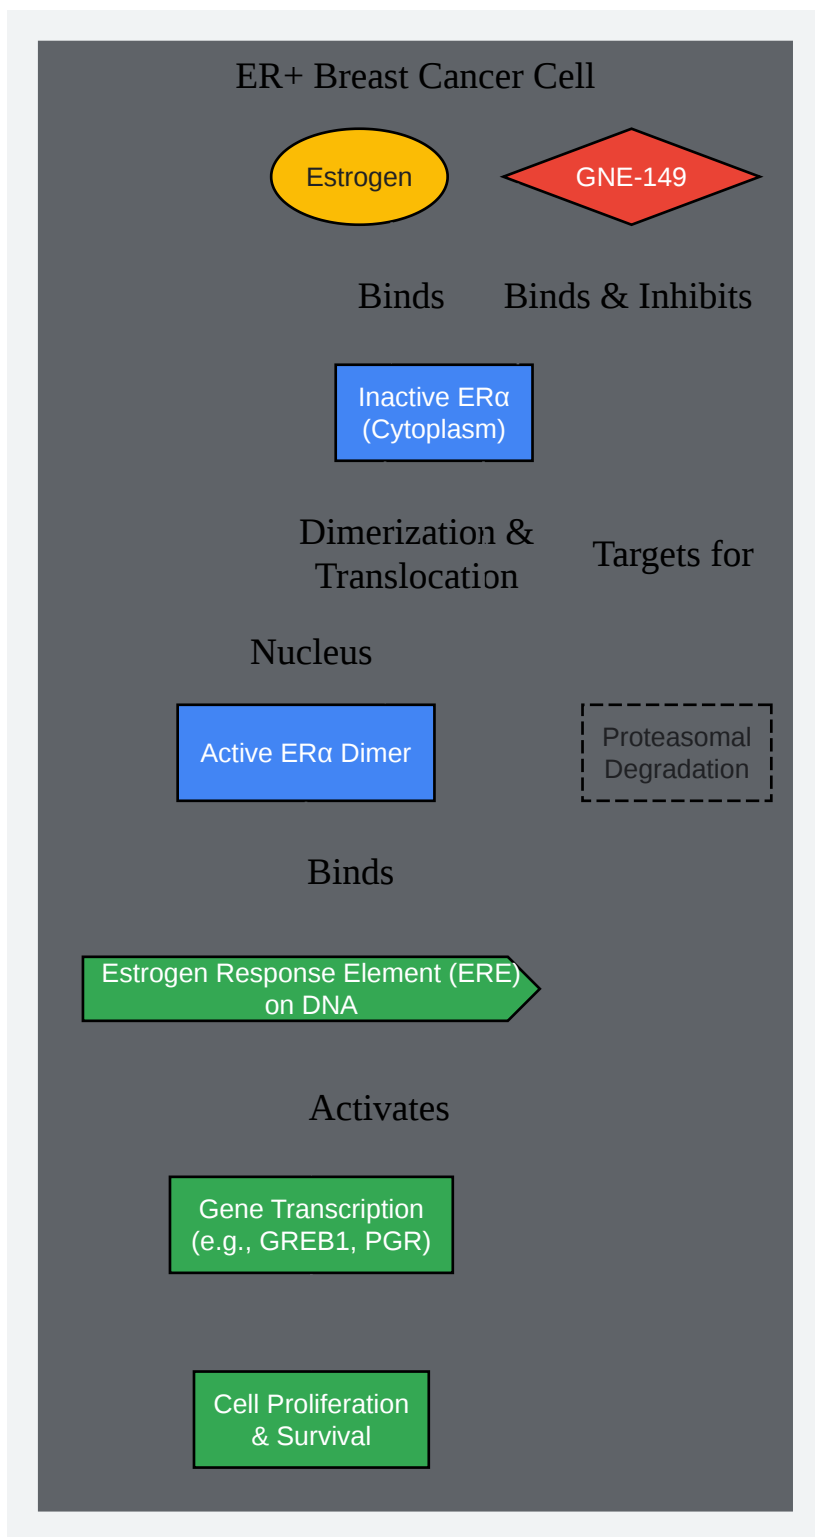 ER+ Breast Cancer Cell
Estrogen
GNE-149
Binds
Binds & Inhibits
Inactive ERα
(Cytoplasm)
Dimerization &
Translocation
Targets for
Nucleus
Active ERα Dimer
Proteasomal
Degradation
Binds
Estrogen Response Element (ERE)
on DNA
Activates
Gene Transcription
(e.g., GREB1, PGR)
Cell Proliferation
& Survival